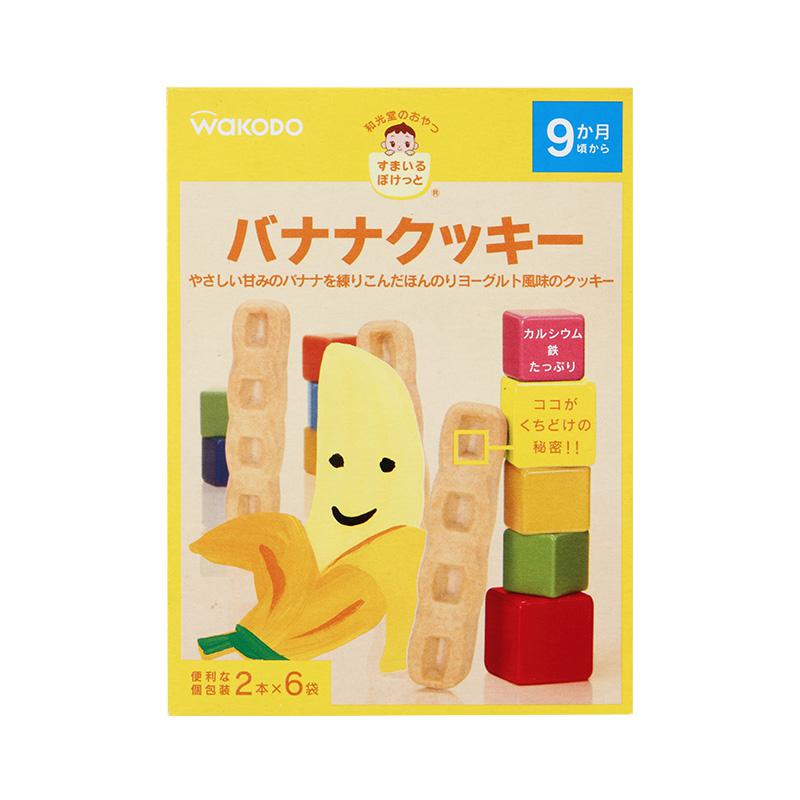 wakodo
和光堂のおやつ
すまいる
ぽけっと®
9か月
頃から
バナナクッキー
やさしい甘みのバナナを練りこんだほんのりヨーグルト風味のクッキー
カルシウム
鉄
たっぷり
ココが
くちどけの
秘密!!
便利な
個包装
2本×6袋